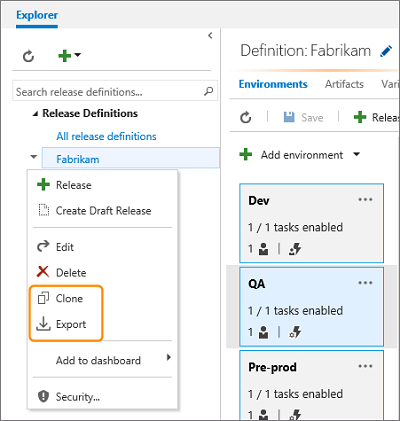 Explorer
Search release definitions...
Release Definitions
All release definitions
Fabrikam
Release
Create Draft Release
Edit
Delete
Clone
Export
Add to dashboard
Security...
Definition: Fabrikam
Environments Artifacts Vari
Save Relea
Add environment
Dev
1 / 1 tasks enabled
1
QA
1 / 1 tasks enabled
1
Pre-prod
1 / 1 tasks enabled
1